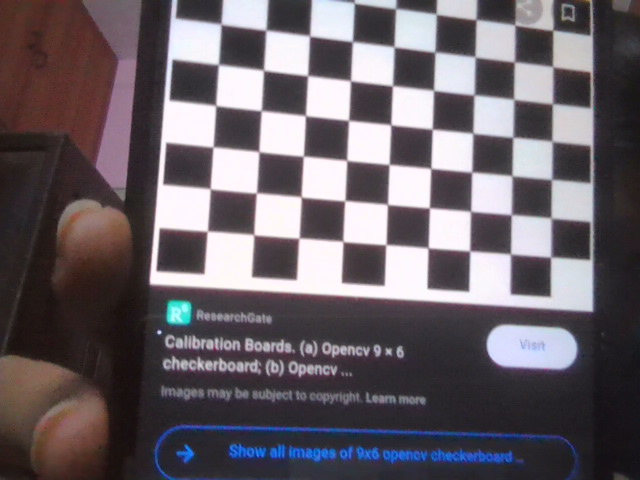 R⁶ ResearchGate
Calibration Boards. (a) Opencv 9 × 6
checkerboard; (b) Opencv ...
Visit
Images may be subject to copyright. Learn more
Show all images of 9x6 opencv checkerboard ...